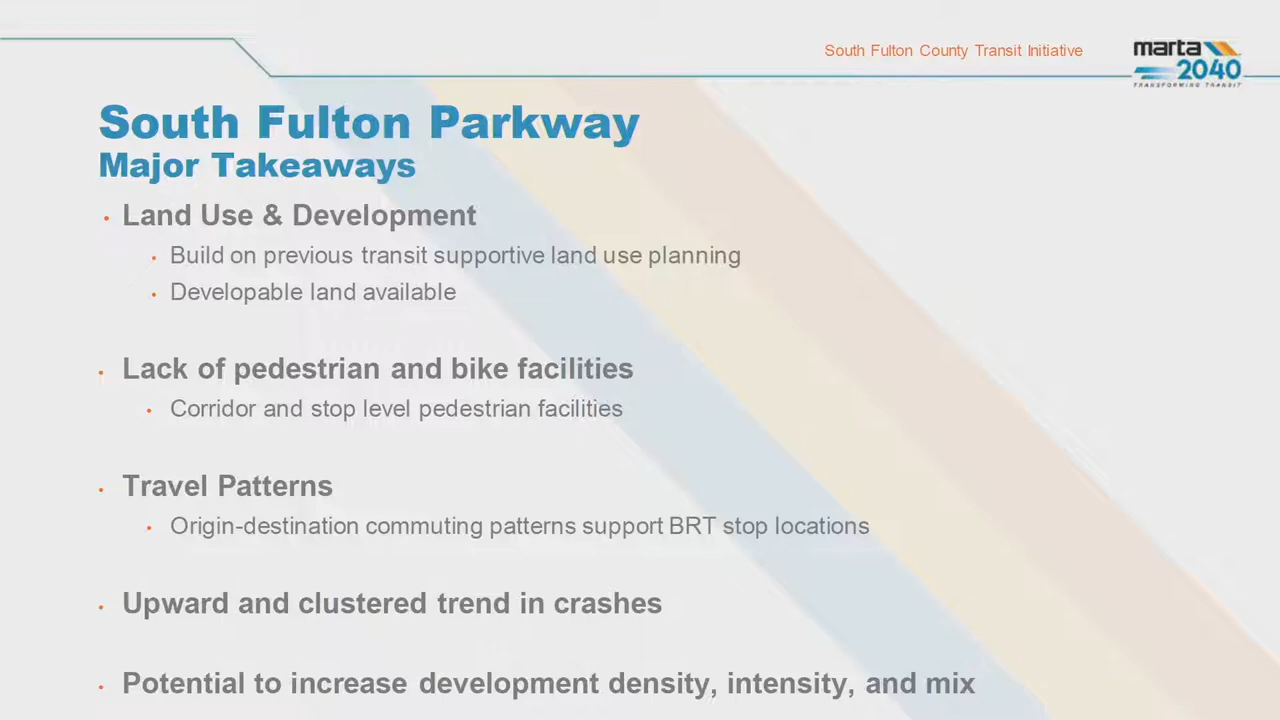 South Fulton County Transit Initiative
marta
2040
TRANSFORMING TRANSIT
South Fulton Parkway
Major Takeaways
• Land Use & Development
• Build on previous transit supportive land use planning
• Developable land available
• Lack of pedestrian and bike facilities
• Corridor and stop level pedestrian facilities
• Travel Patterns
• Origin-destination commuting patterns support BRT stop locations
• Upward and clustered trend in crashes
• Potential to increase development density, intensity, and mix